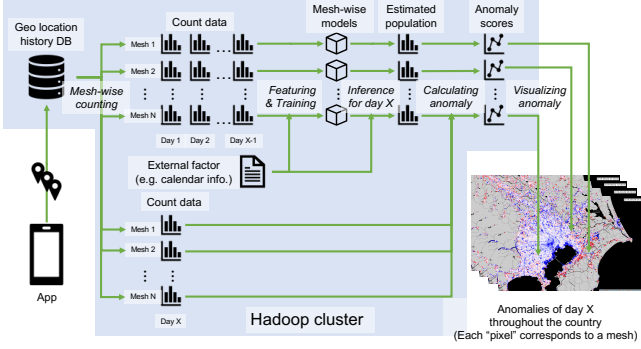 Geo location
history DB
Count data
Mesh-wise
models
Estimated
population
Anomaly
scores
Mesh 1
Mesh 2
Mesh N
Mesh-wise
counting
Featuring
& Training
Inference
for day X
Calculating
anomaly
Visualizing
anomaly
Day 1
Day 2
Day X-1
External factor
(e.g. calendar info.)
Count data
Mesh 1
Mesh 2
Mesh N
Day X
App
Hadoop cluster
Anomalies of day X
throughout the country
(Each "pixel" corresponds to a mesh)